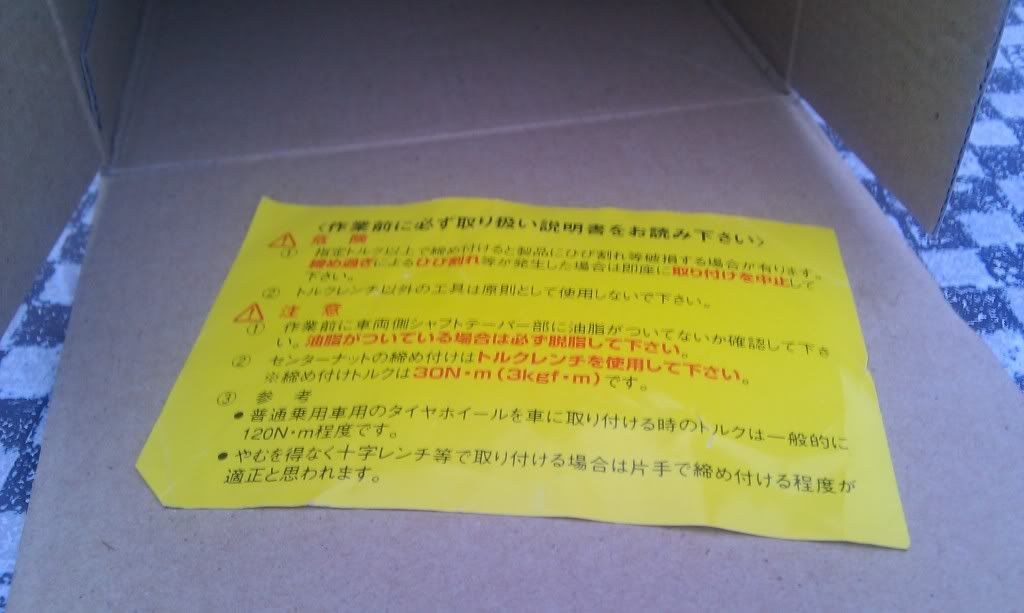 〈作業前に必ず取り扱い説明書をお読み下さい〉
危険
① 指定トルク以上で締め付けると製品にひび割れ等破損する場合が有ります。
締め過ぎによるひび割れ等が発生した場合は即座に取り付けを中止して
下さい。
② トルクレンチ以外の工具は原則として使用しないで下さい。
注意
① 作業前に車両側シャフトテーパー部に油脂がついてないか確認して下さ
い。油脂がついている場合は必ず脱脂して下さい。
② センターナットの締め付けはトルクレンチを使用して下さい。
※締め付けトルクは30N・m(3kgf・m)です。
③ 参考
●普通乗用車用のタイヤホイールを車に取り付ける時のトルクは一般的に
120N・m程度です。
●やむを得なく十字レンチ等で取り付ける場合は片手で締め付ける程度が
適正と思われます。